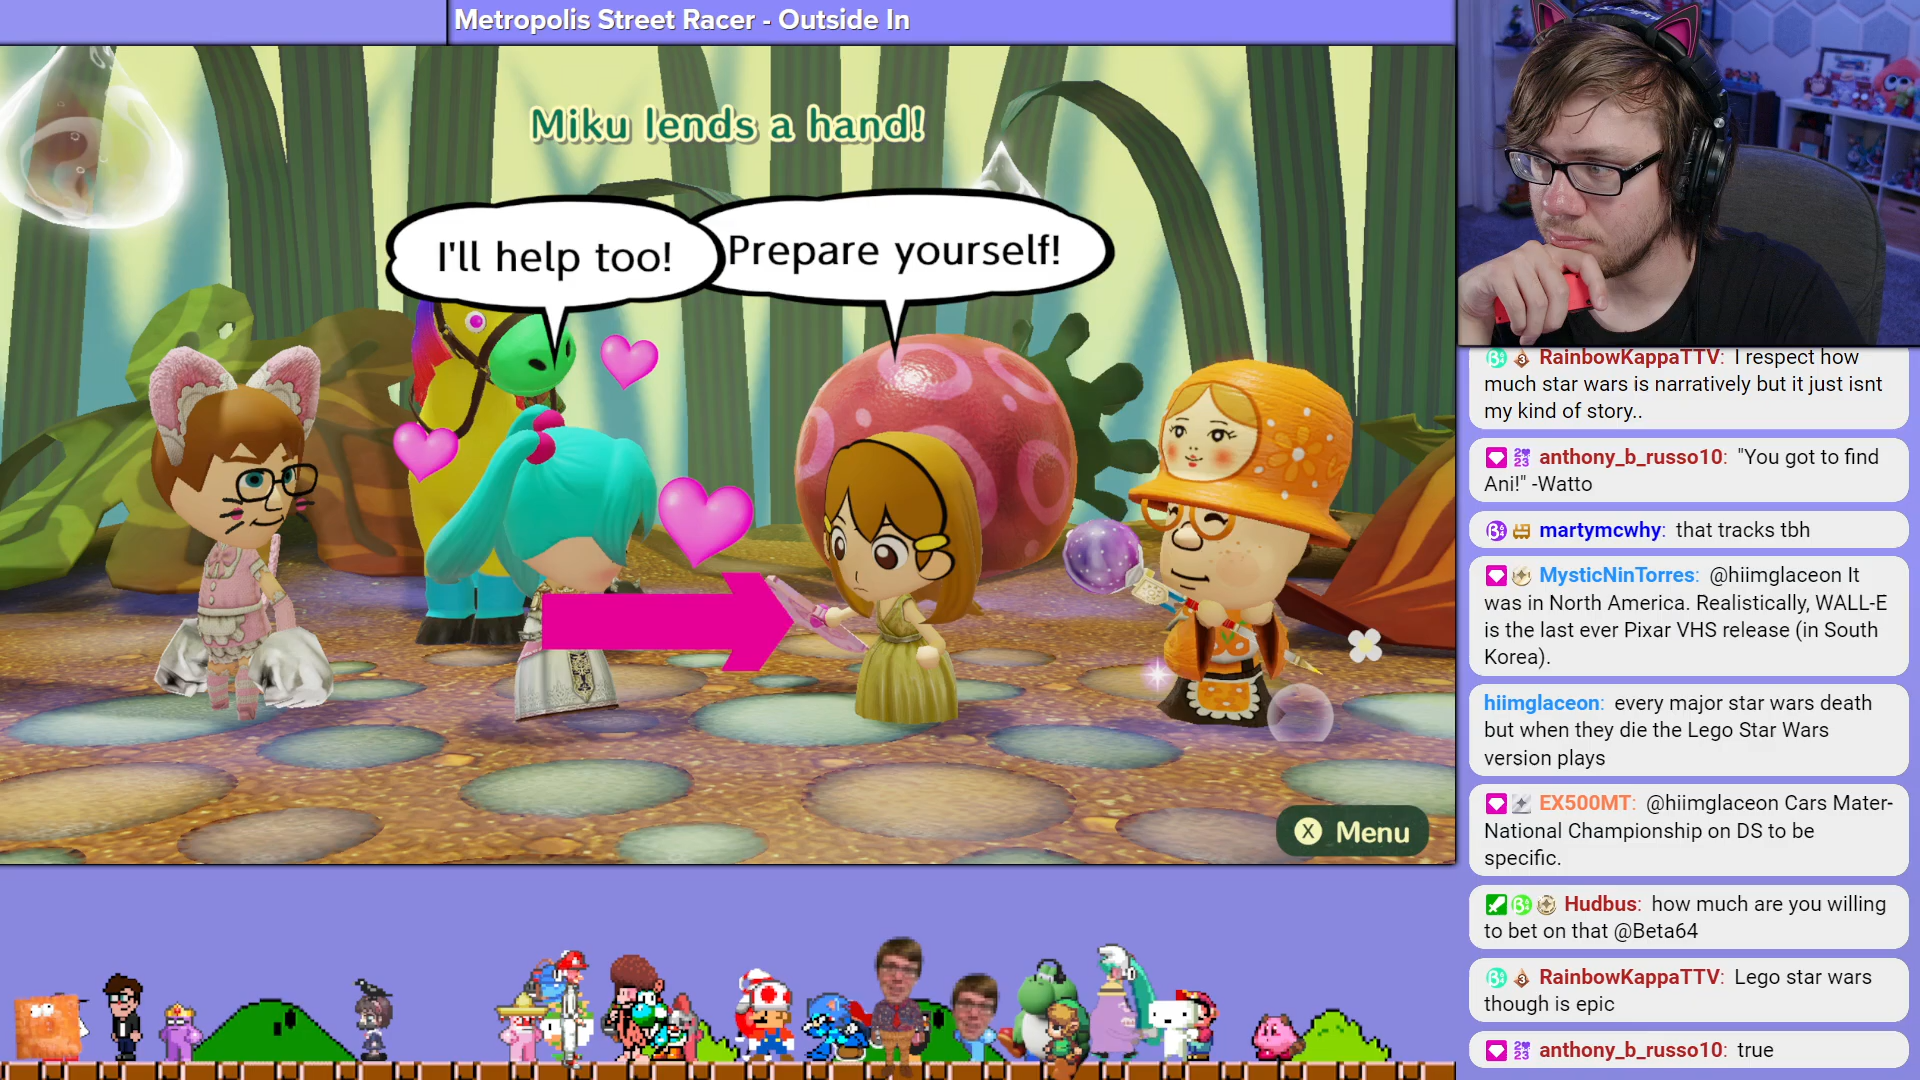 Metropolis Street Racer - Outside In
Miku lends a hand!
I'll help too!
Prepare yourself!
X Menu
RainbowKappaTTV: I respect how
much star wars is narratively but it just isnt
my kind of story..
anthony_b_russo10: "You got to find
Ani!" -Watto
martymcwhy: that tracks tbh
MysticNinTorres: @hiimglaceon It
was in North America. Realistically, WALL-E
is the last ever Pixar VHS release (in South
Korea).
hiimglaceon: every major star wars death
but when they die the Lego Star Wars
version plays
EX500MT: @hiimglaceon Cars Mater-
National Championship on DS to be
specific.
Hudbus: how much are you willing
to bet on that @Beta64
RainbowKappaTTV: Lego star wars
though is epic
anthony_b_russo10: true